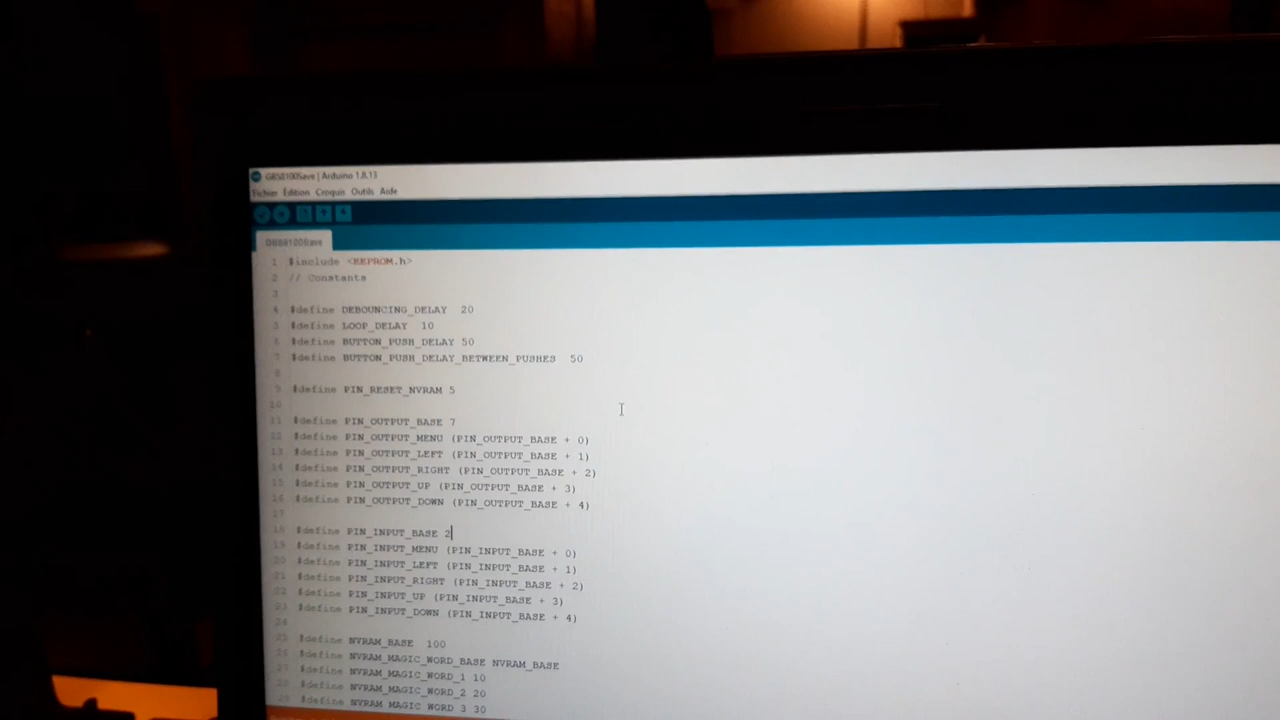 GBS8100Save | Arduino 1.8.13
Fichier Édition Croquis Outils Aide
GBS8100Save
1 #include <EEPROM.h>
2 // Constants
3
4 #define DEBOUNCING_DELAY 20
5 #define LOOP_DELAY 10
6 #define BUTTON_PUSH_DELAY 50
7 #define BUTTON_PUSH_DELAY_BETWEEN_PUSHES 50
8
9 #define PIN_RESET_NVRAM 5
10
11 #define PIN_OUTPUT_BASE 7
12 #define PIN_OUTPUT_MENU (PIN_OUTPUT_BASE + 0)
13 #define PIN_OUTPUT_LEFT (PIN_OUTPUT_BASE + 1)
14 #define PIN_OUTPUT_RIGHT (PIN_OUTPUT_BASE + 2)
15 #define PIN_OUTPUT_UP (PIN_OUTPUT_BASE + 3)
16 #define PIN_OUTPUT_DOWN (PIN_OUTPUT_BASE + 4)
17
18 #define PIN_INPUT_BASE 2
19 #define PIN_INPUT_MENU (PIN_INPUT_BASE + 0)
20 #define PIN_INPUT_LEFT (PIN_INPUT_BASE + 1)
21 #define PIN_INPUT_RIGHT (PIN_INPUT_BASE + 2)
22 #define PIN_INPUT_UP (PIN_INPUT_BASE + 3)
23 #define PIN_INPUT_DOWN (PIN_INPUT_BASE + 4)
24
25 #define NVRAM_BASE 100
26 #define NVRAM_MAGIC_WORD_BASE NVRAM_BASE
27 #define NVRAM_MAGIC_WORD_1 10
28 #define NVRAM_MAGIC_WORD_2 20
29 #define NVRAM_MAGIC_WORD_3 30